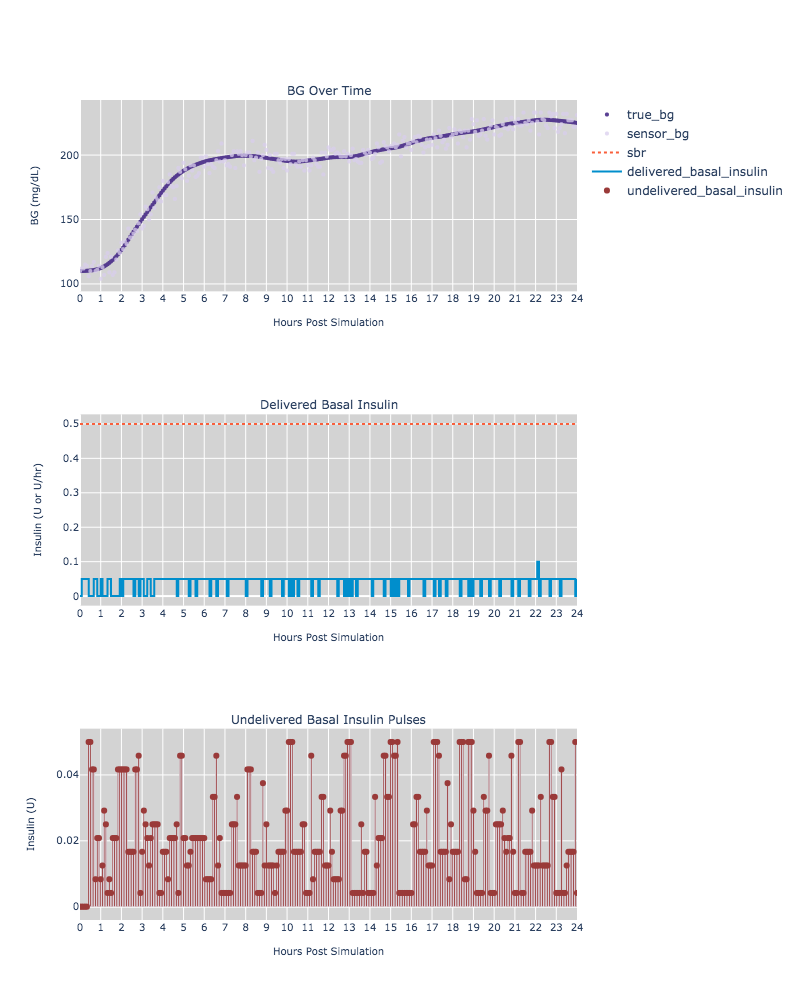 BG Over Time
true_bg
sensor_bg
sbr
delivered_basal_insulin
undelivered_basal_insulin
BG (mg/dL)
200
150
100
0 1 2 3 4 5 6 7 8 9 10 11 12 13 14 15 16 17 18 19 20 21 22 23 24
Hours Post Simulation
Delivered Basal Insulin
Insulin (U or U/hr)
0.5
0.4
0.3
0.2
0.1
0
0 1 2 3 4 5 6 7 8 9 10 11 12 13 14 15 16 17 18 19 20 21 22 23 24
Hours Post Simulation
Undelivered Basal Insulin Pulses
Insulin (U)
0.04
0.02
0
0 1 2 3 4 5 6 7 8 9 10 11 12 13 14 15 16 17 18 19 20 21 22 23 24
Hours Post Simulation